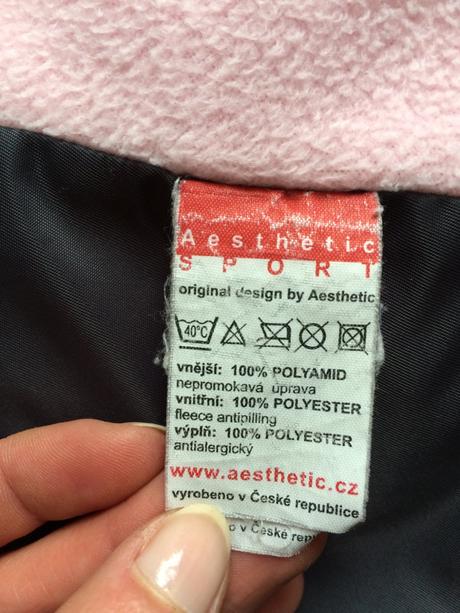 Aesthetic
SPORT
original design by Aesthetic
40°C
vnější: 100% POLYAMID
nepromokavá úprava
vnitřní: 100% POLYESTER
fleece antipilling
výplň: 100% POLYESTER
antialergický
www.aesthetic.cz
vyrobeno v České republice
o v České